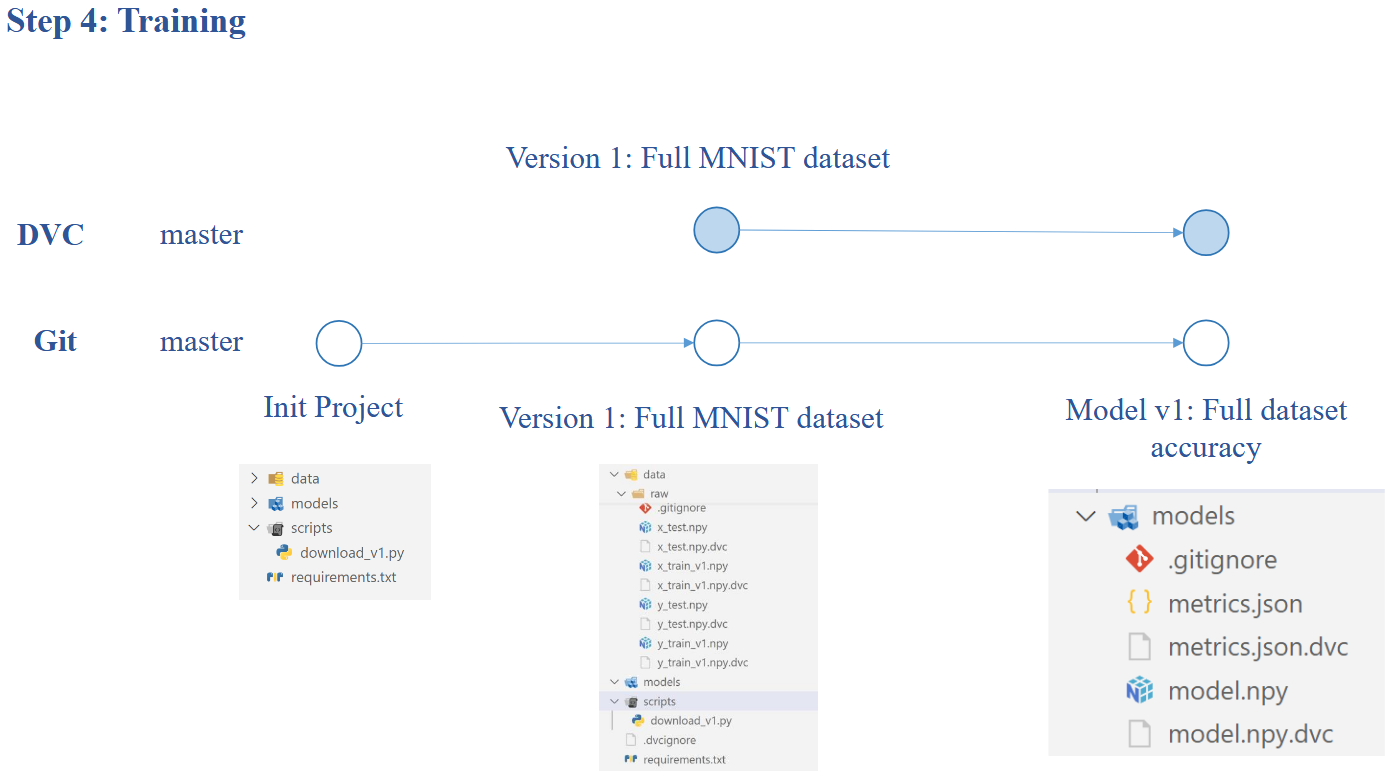 Step 4: Training
Version 1: Full MNIST dataset
DVC master
Git master
Init Project
Version 1: Full MNIST dataset
Model v1: Full dataset
accuracy
data
models
scripts
download_v1.py
requirements.txt
data
raw
.gitignore
x_test.npy
x_test.npy.dvc
x_train_v1.npy
x_train_v1.npy.dvc
y_test.npy
y_test.npy.dvc
y_train_v1.npy
y_train_v1.npy.dvc
models
scripts
download_v1.py
.dvcignore
requirements.txt
models
.gitignore
metrics.json
metrics.json.dvc
model.npy
model.npy.dvc